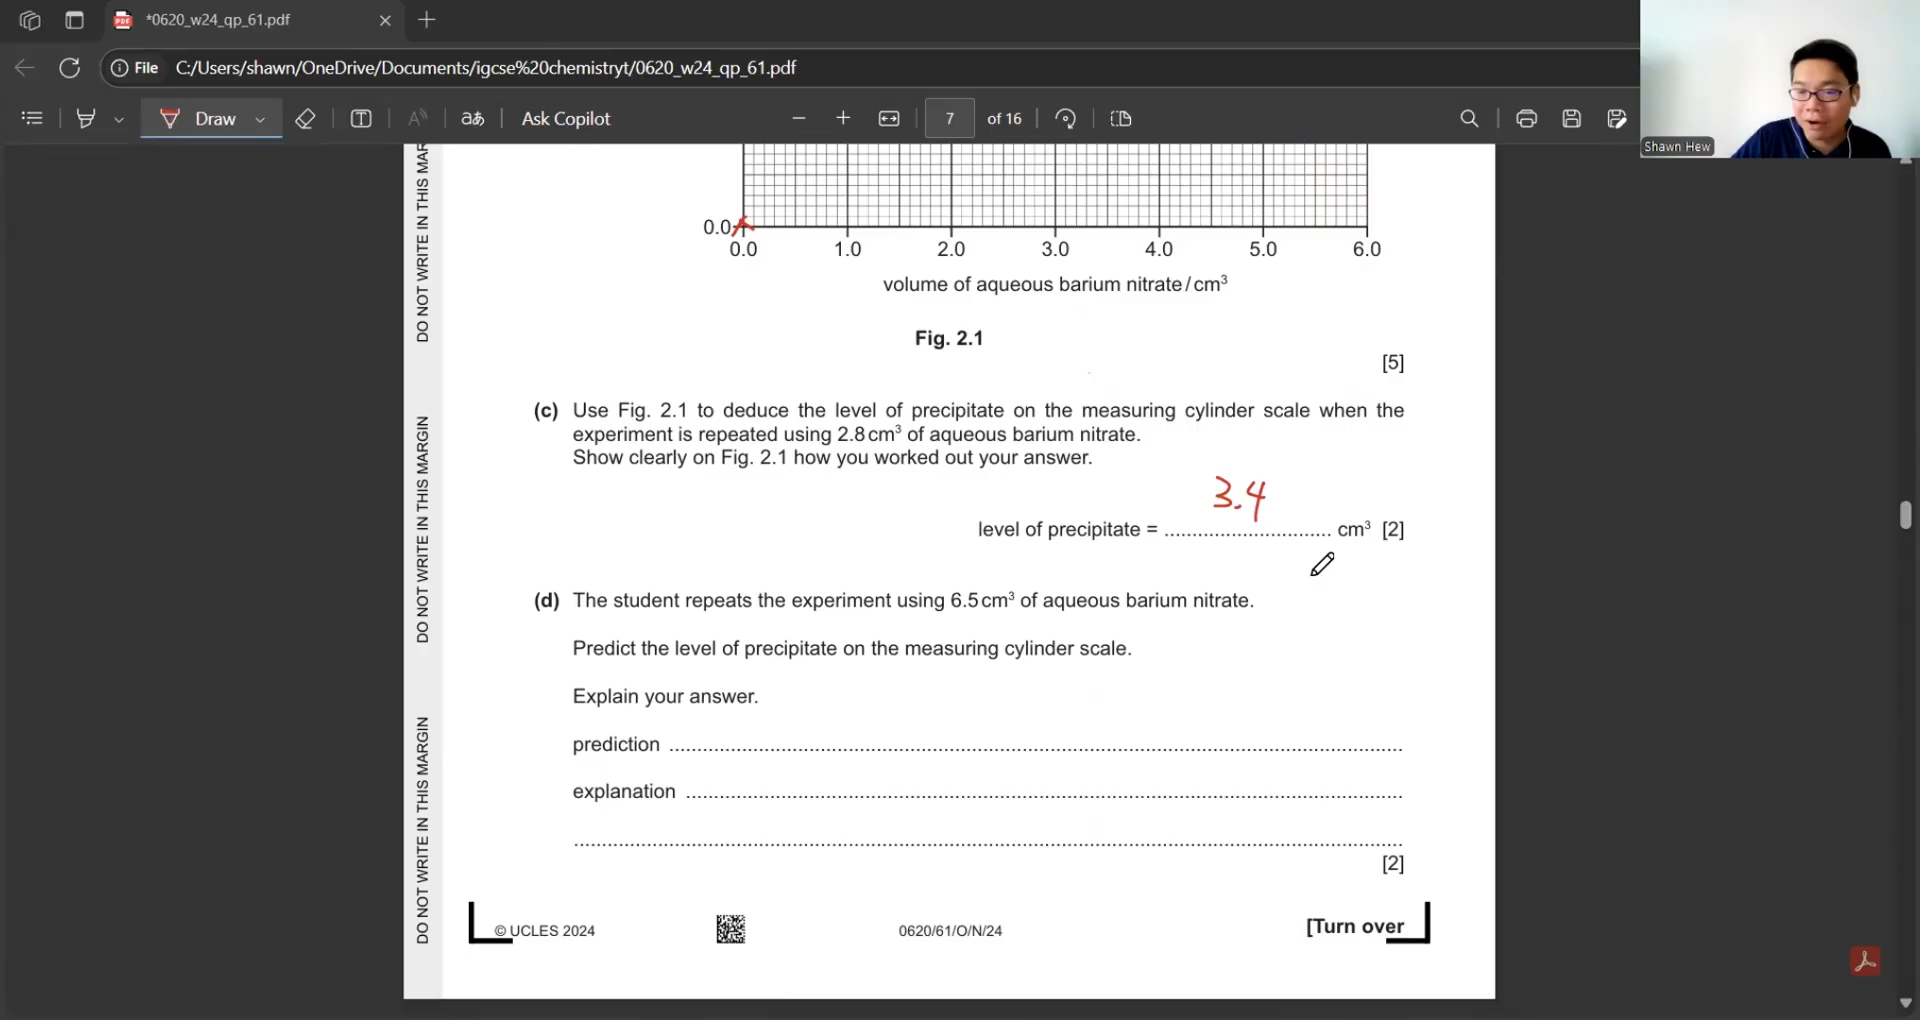 *0620_w24_qp_61.pdf
File C:/Users/shawn/OneDrive/Documents/igcse%20chemistryt/0620_w24_qp_61.pdf
Draw aあ Ask Copilot 7 of 16
Shawn Hew
DO NOT WRITE IN THIS MAR
DO NOT WRITE IN THIS MARGIN
DO NOT WRITE IN THIS MARGIN
0.0
0.0 1.0 2.0 3.0 4.0 5.0 6.0
volume of aqueous barium nitrate / cm³
Fig. 2.1
[5]
(c) Use Fig. 2.1 to deduce the level of precipitate on the measuring cylinder scale when the
experiment is repeated using 2.8 cm³ of aqueous barium nitrate.
Show clearly on Fig. 2.1 how you worked out your answer.
3.4
level of precipitate = .............................. cm³ [2]
(d) The student repeats the experiment using 6.5 cm³ of aqueous barium nitrate.
Predict the level of precipitate on the measuring cylinder scale.
Explain your answer.
prediction ....................................................................................................
explanation ..................................................................................................
....................................................................................................................
[2]
© UCLES 2024 0620/61/O/N/24 [Turn over